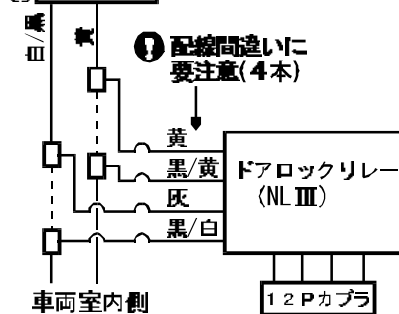 白/黒
黄
配線間違いに
要注意(4本)
黄
黒/黄
灰
黒/白
ドアロックリレー
(NLⅢ)
車両室内側
12Pカプラ